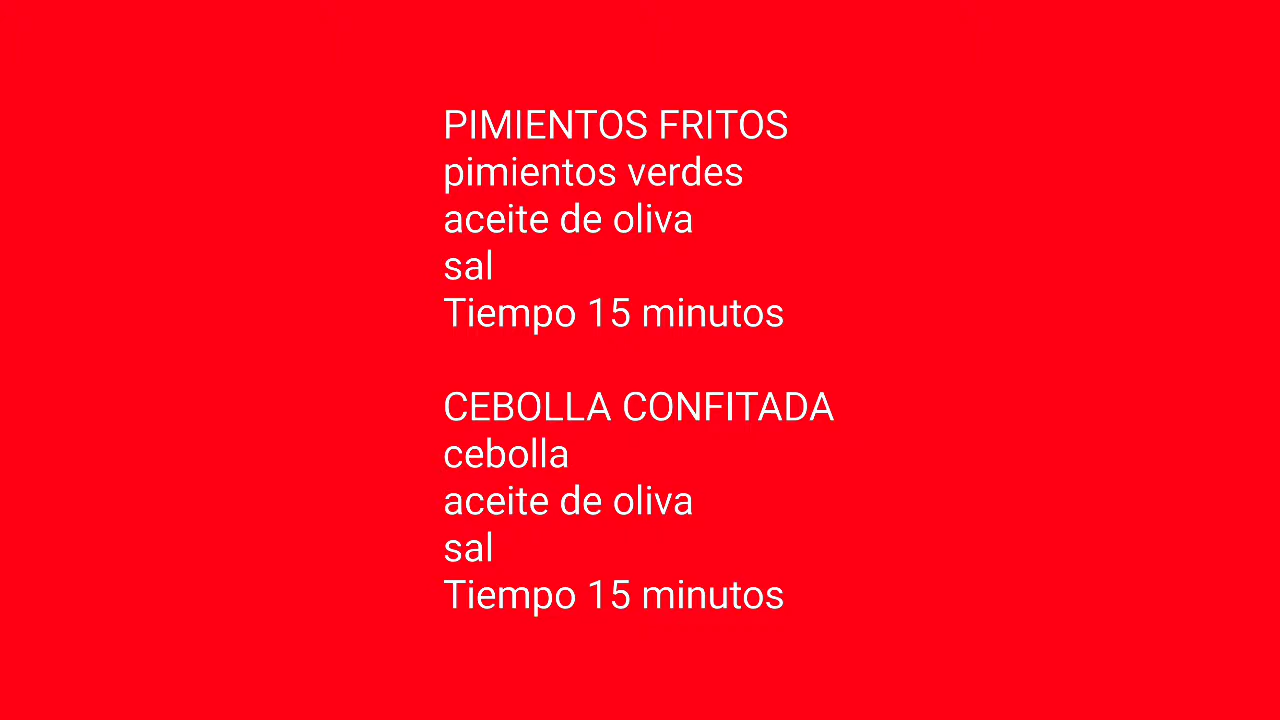 PIMIENTOS FRITOS
pimientos verdes
aceite de oliva
sal
Tiempo 15 minutos
CEBOLLA CONFITADA
cebolla
aceite de oliva
sal
Tiempo 15 minutos